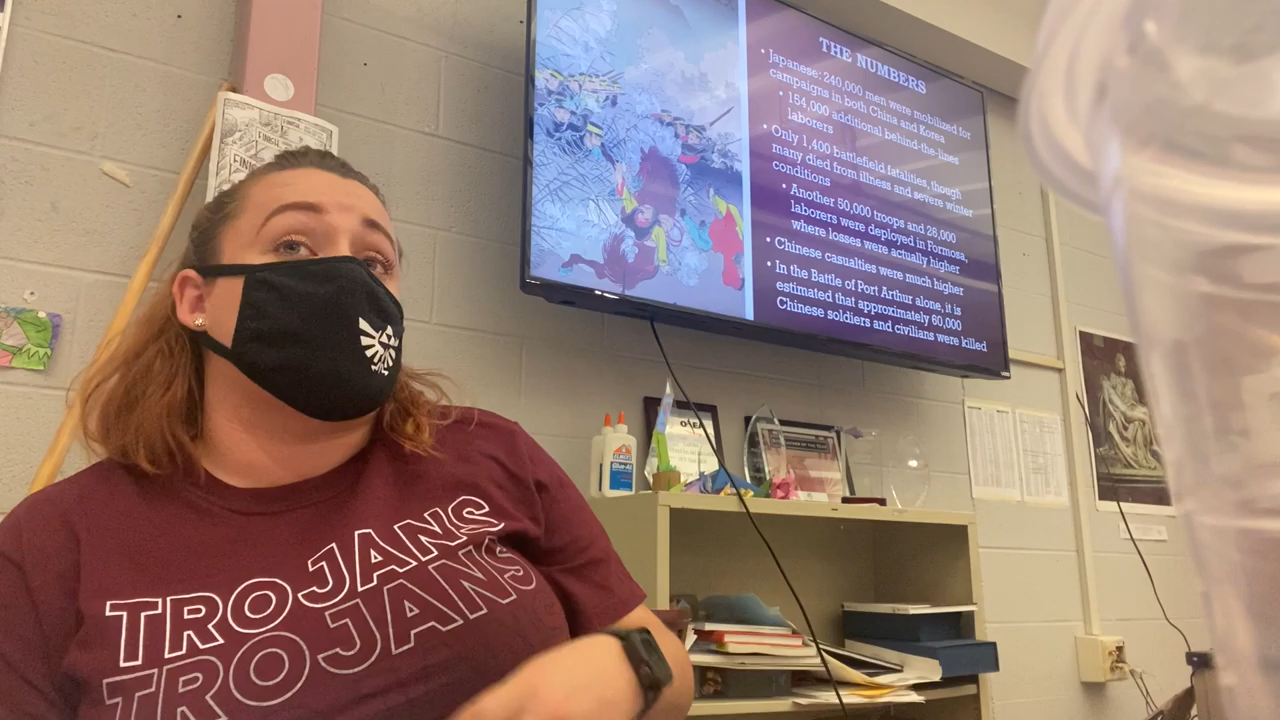 THE NUMBERS
• Japanese: 240,000 men were mobilized for
campaigns in both China and Korea
• 154,000 additional behind-the-lines
laborers
• Only 1,400 battlefield fatalities, though
many died from illness and severe winter
conditions
• Another 50,000 troops and 26,000
laborers were deployed in Formosa,
where losses were actually higher
• Chinese casualties were much higher
• In the Battle of Port Arthur alone, it is
estimated that approximately 60,000
Chinese soldiers and civilians were killed
TROJANS
TROJANS
ELMER'S
Glue-All